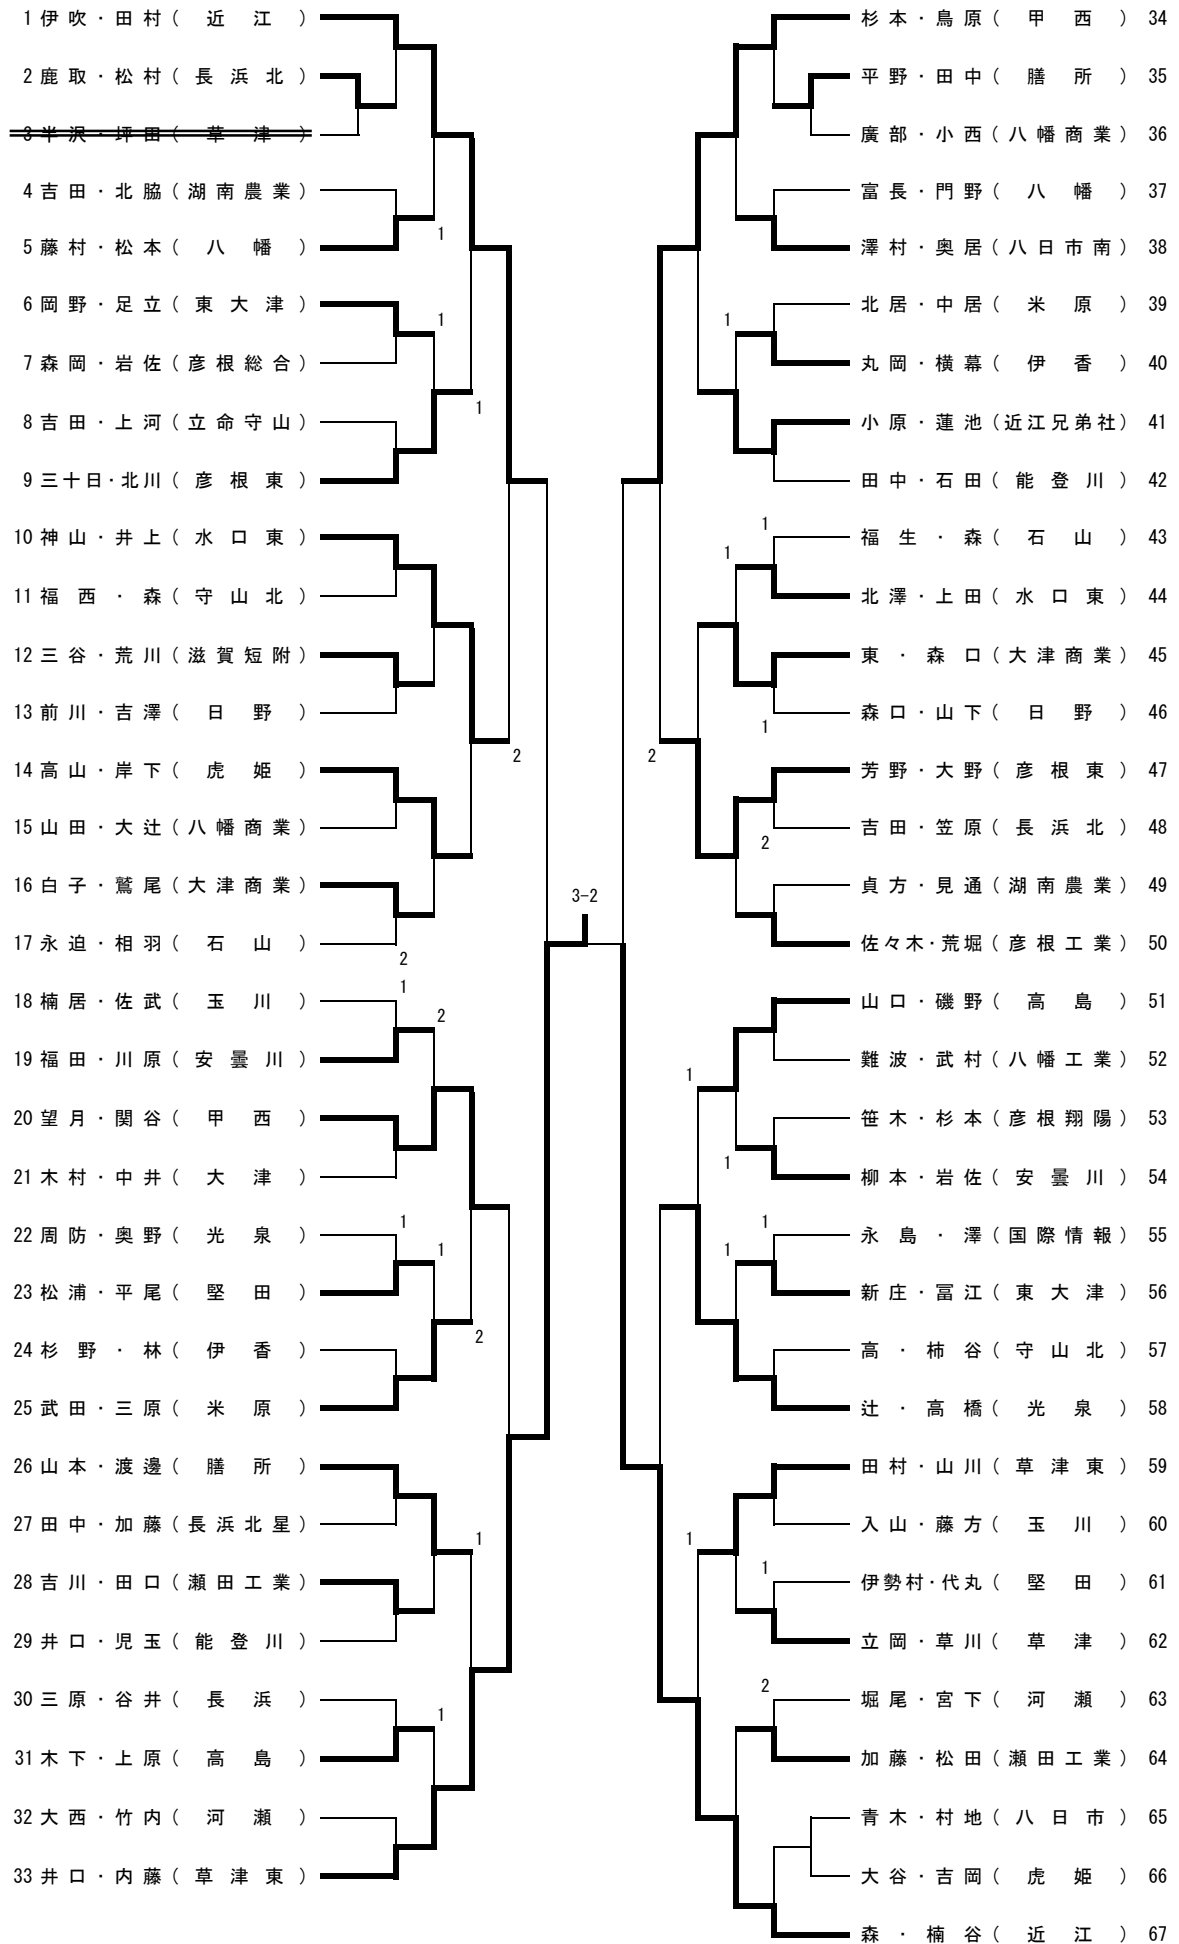 1 伊吹・田村（近江）
2 鹿取・松村（長浜北）
3 半沢・坪田（草津）
4 吉田・北脇（湖南農業）
5 藤村・松本（八幡）
1
6 岡野・足立（東大津）
1
7 森岡・岩佐（彦根総合）
1
8 吉田・上河（立命守山）
9 三十日・北川（彦根東）
10 神山・井上（水口東）
11 福西・森（守山北）
12 三谷・荒川（滋賀短附）
13 前川・吉澤（日野）
2
14 高山・岸下（虎姫）
15 山田・大辻（八幡商業）
16 白子・鷲尾（大津商業）
17 永迫・相羽（石山）
2
1
18 楠居・佐武（玉川）
2
19 福田・川原（安曇川）
20 望月・関谷（甲西）
21 木村・中井（大津）
1
22 周防・奥野（光泉）
1
23 松浦・平尾（堅田）
2
24 杉野・林（伊香）
25 武田・三原（米原）
26 山本・渡邊（膳所）
27 田中・加藤（長浜北星）
1
28 吉川・田口（瀬田工業）
29 井口・児玉（能登川）
30 三原・谷井（長浜）
1
31 木下・上原（高島）
32 大西・竹内（河瀬）
33 井口・内藤（草津東）
3-2
杉本・鳥原（甲西）34
平野・田中（膳所）35
廣部・小西（八幡商業）36
富長・門野（八幡）37
澤村・奥居（八日市南）38
北居・中居（米原）39
1
丸岡・横幕（伊香）40
小原・蓮池（近江兄弟社）41
田中・石田（能登川）42
1
福生・森（石山）43
1
北澤・上田（水口東）44
東・森口（大津商業）45
森口・山下（日野）46
1
2
芳野・大野（彦根東）47
吉田・笠原（長浜北）48
2
貞方・見通（湖南農業）49
佐々木・荒堀（彦根工業）50
山口・磯野（高島）51
難波・武村（八幡工業）52
1
笹木・杉本（彦根翔陽）53
1
柳本・岩佐（安曇川）54
1
永島・澤（国際情報）55
1
新庄・冨江（東大津）56
高・柿谷（守山北）57
辻・高橋（光泉）58
田村・山川（草津東）59
入山・藤方（玉川）60
1
1
伊勢村・代丸（堅田）61
立岡・草川（草津）62
2
堀尾・宮下（河瀬）63
加藤・松田（瀬田工業）64
青木・村地（八日市）65
大谷・吉岡（虎姫）66
森・楠谷（近江）67